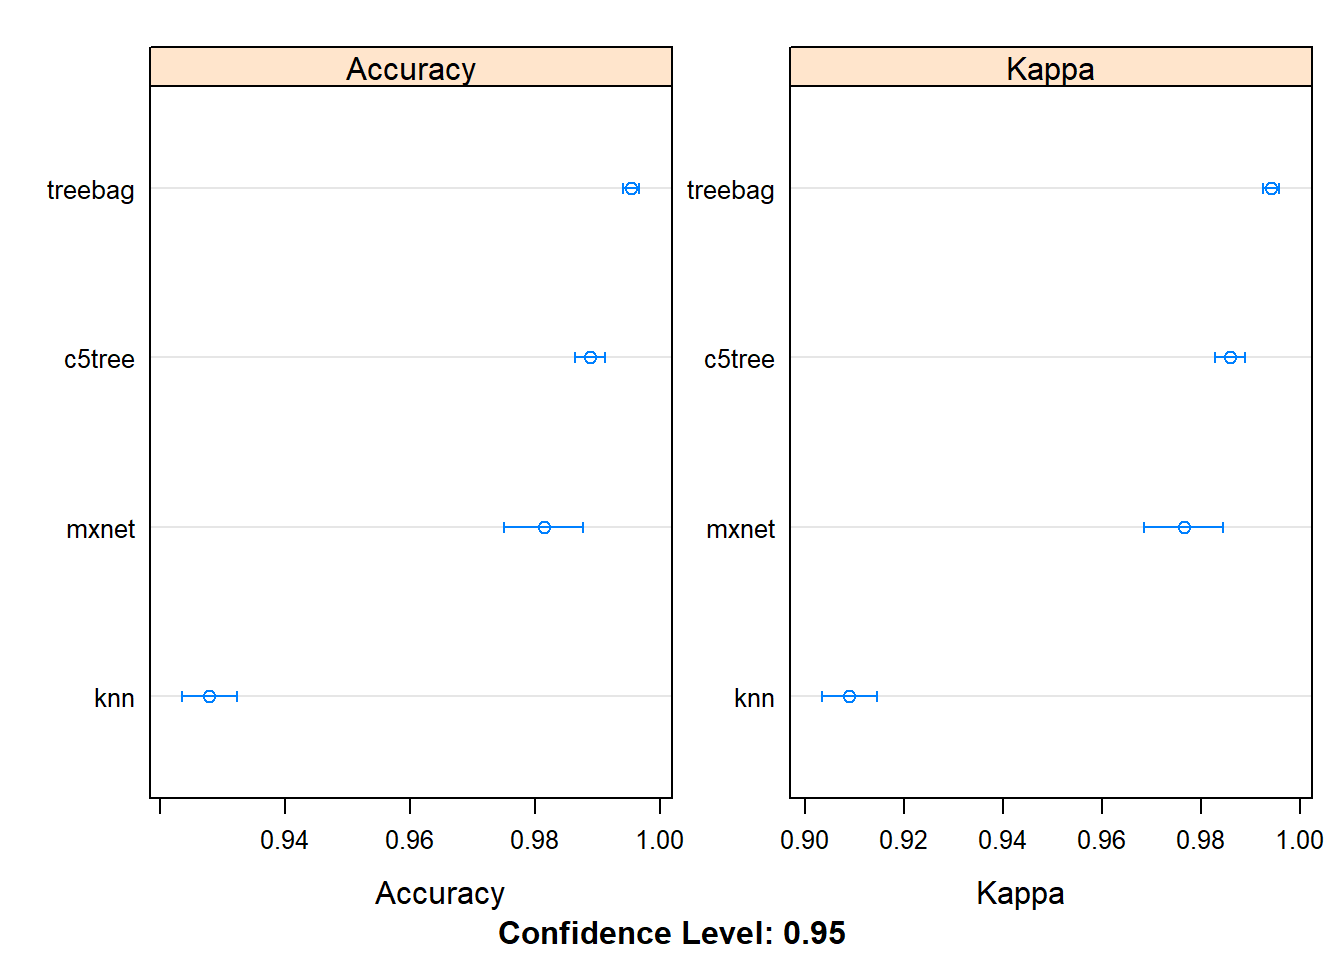 Accuracy
Kappa
treebag
c5tree
mxnet
knn
treebag
c5tree
mxnet
knn
0.94 0.96 0.98 1.00
0.90 0.92 0.94 0.96 0.98 1.00
Accuracy
Kappa
Confidence Level: 0.95